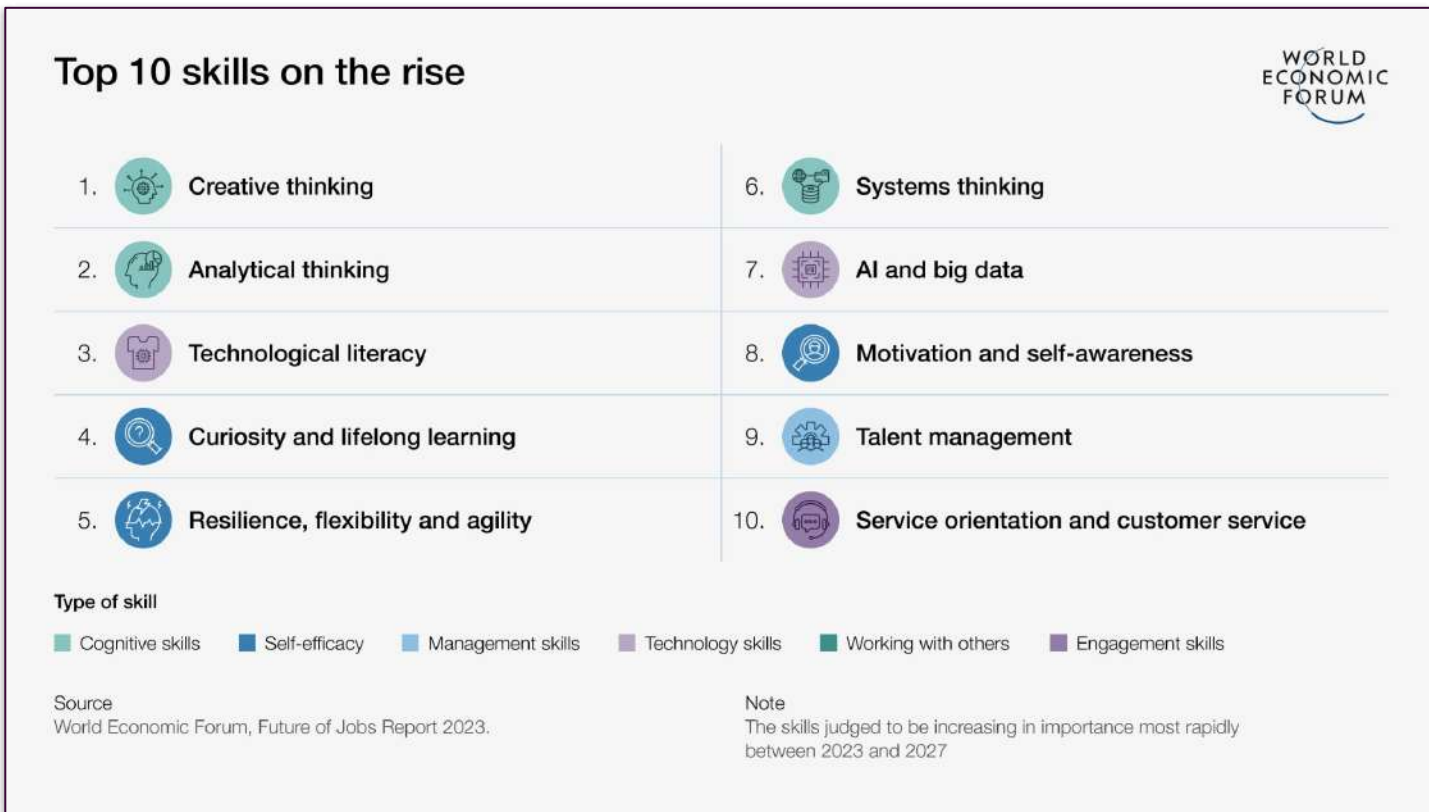 Top 10 skills on the rise
WORLD
ECONOMIC
FORUM
1. Creative thinking
2. Analytical thinking
3. Technological literacy
4. Curiosity and lifelong learning
5. Resilience, flexibility and agility
6. Systems thinking
7. AI and big data
8. Motivation and self-awareness
9. Talent management
10. Service orientation and customer service
Type of skill
Cognitive skills Self-efficacy Management skills Technology skills Working with others Engagement skills
Source
World Economic Forum, Future of Jobs Report 2023.
Note
The skills judged to be increasing in importance most rapidly
between 2023 and 2027